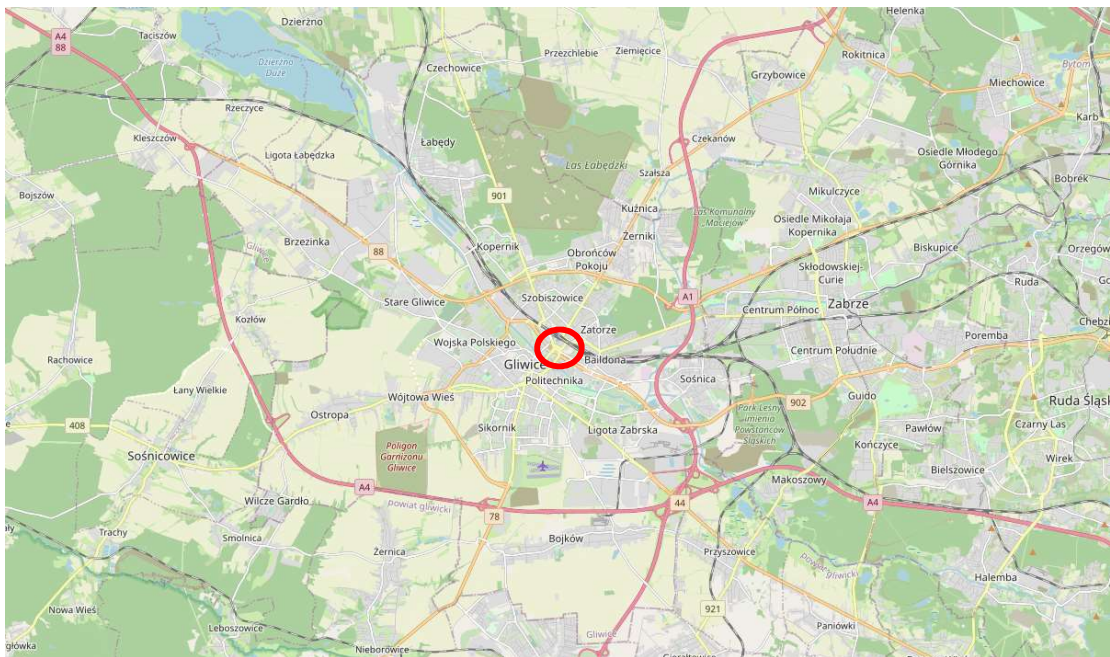 Dzierżno
Helenka
Taciszów
A4
88
Dzierżno
Duże
Czechowice
Przezchlebie
Ziemięcice
Rokitnica
Grzybowice
Miechowice
Bytom
Rzeczyce
Karb
Kleszczów
Łabędy
Czekanów
Ligota Łabędzka
Las Łabędzki
Szałsza
Osiedle Młodego
Górnika
Bobrek
Bojszów
901
Mikulczyce
Kuźnica
Las Komunalny
„Maciejów"
Osiedle Mikołaja
Kopernika
Żerniki
Brzezinka
88
Kopernik
Obrońców
Pokoju
Biskupice
Orzegów
Skłodowskiej-
Curie
Ruda
Stare Gliwice
Szobiszowice
A1
Zabrze
Centrum Północ
Kozłów
Zatorze
Wojska Polskiego
Poremba
Rachowice
Gliwice
Baildona
Centrum Południe
Politechnika
Sośnica
Łany Wielkie
Wójtowa Wieś
Guido
902
Ruda Śląsk
Ostropa
Park Leśny
imienia
Powstańców
Śląskich
408
Sikornik
Ligota Zabrska
Pawłów
Czarny Las
Poligon
Garnizonu
Gliwice
Kończyce
Sośnicowice
Wirek
Bielszowice
Makoszowy
A4
Wilcze Gardło
powiat gliwicki
44
A4
78
Trachy
Smolnica
Bojków
Żernica
Przyszowice
powiat gliwicki
Halemba
Nowa Wieś
921
Leboszowice
Paniówki
Gliwice
główka
Nieborowice
Gierałtowice